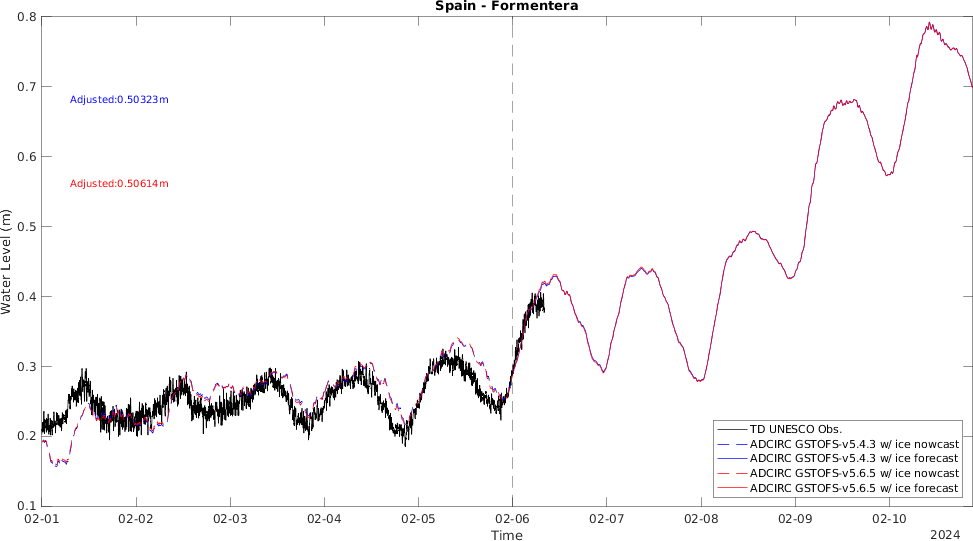 Spain - Formentera
0.8
0.7
0.6
0.5
0.4
0.3
0.2
0.1
Water Level (m)
Adjusted:0.50323m
Adjusted:0.50614m
TD UNESCO Obs.
ADCIRC GSTOFS-v5.4.3 w/ ice nowcast
ADCIRC GSTOFS-v5.4.3 w/ ice forecast
ADCIRC GSTOFS-v5.6.5 w/ ice nowcast
ADCIRC GSTOFS-v5.6.5 w/ ice forecast
02-01 02-02 02-03 02-04 02-05 02-06 02-07 02-08 02-09 02-10
Time
2024